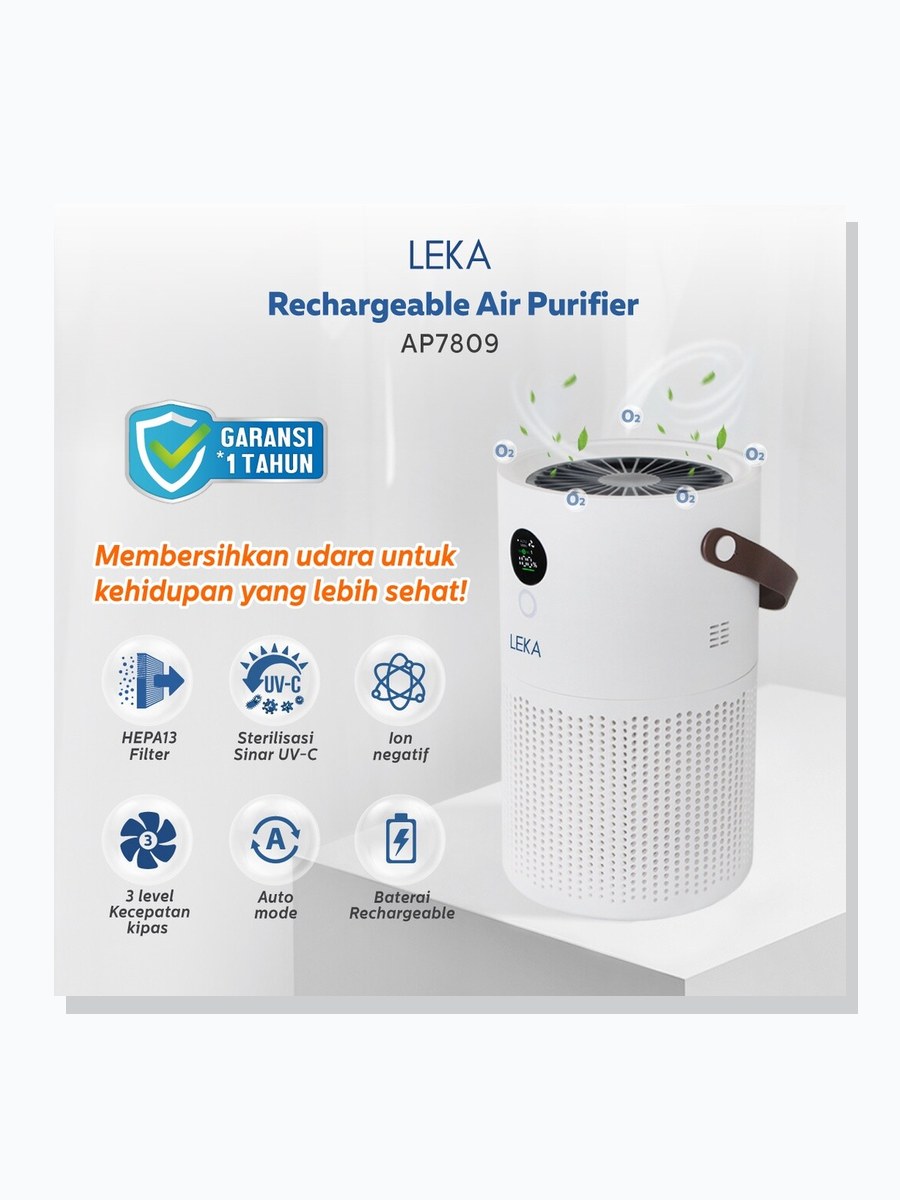 LEKA
Rechargeable Air Purifier
AP7809
GARANSI
*1 TAHUN
Membersihkan udara untuk
kehidupan yang lebih sehat!
HEPA13
Filter
UV-C
Sterilisasi
Sinar UV-C
Ion
negatif
3
3 level
Kecepatan
kipas
A
Auto
mode
Baterai
Rechargeable
O2
O2
O2
O2
O2
100%
LEKA